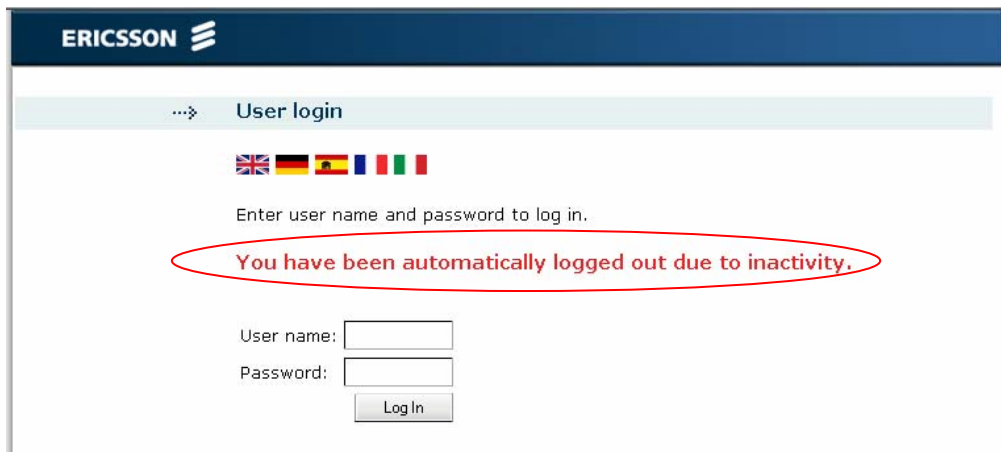 ERICSSON
User login
Enter user name and password to log in.
You have been automatically logged out due to inactivity.
User name:
Password:
Log In